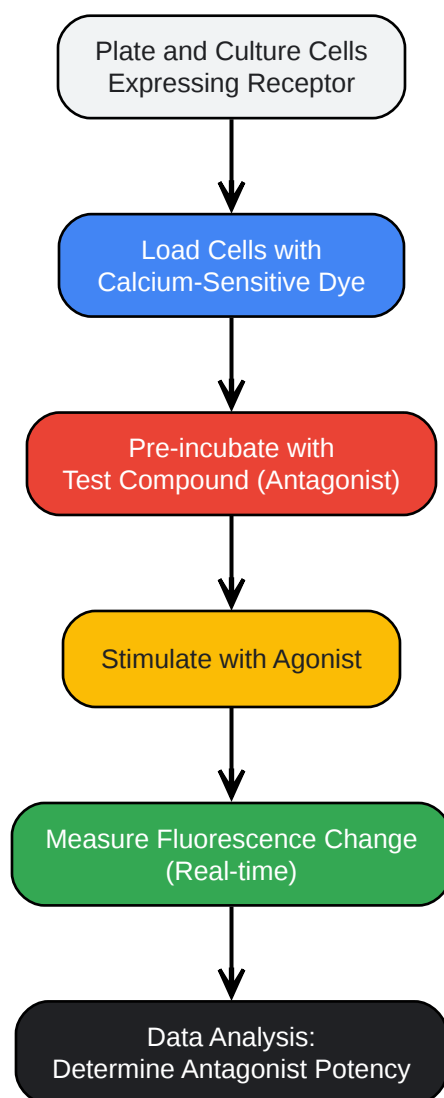 Plate and Culture Cells
Expressing Receptor
Load Cells with
Calcium-Sensitive Dye
Pre-incubate with
Test Compound (Antagonist)
Stimulate with Agonist
Measure Fluorescence Change
(Real-time)
Data Analysis:
Determine Antagonist Potency